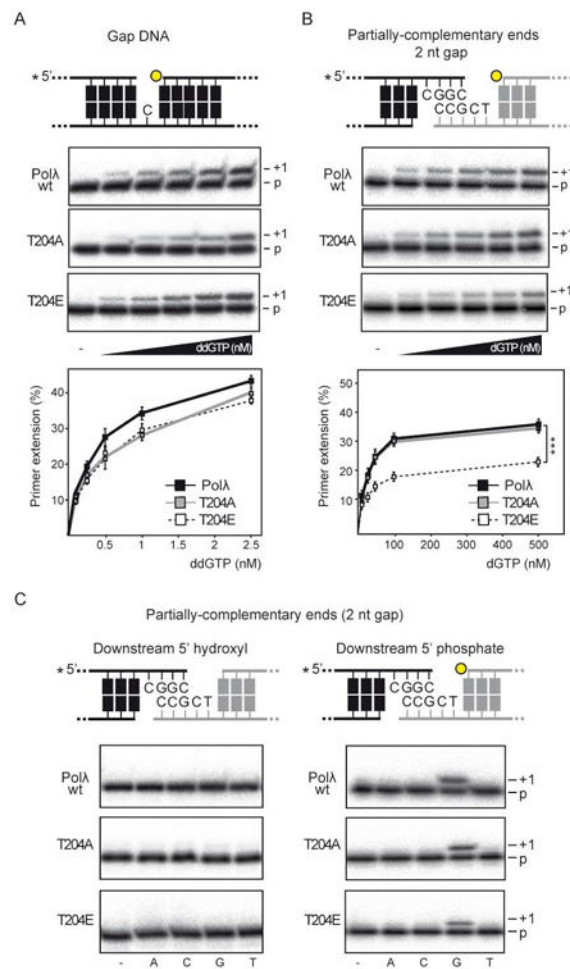 A
Gap DNA
* 5'
C
Polλ
wt
+1
p
T204A
+1
p
T204E
+1
p
-
ddGTP (nM)
Primer extension (%)
40
30
20
10
Polλ
T204A
T204E
0.5
1
1.5
2
2.5
ddGTP (nM)
B
Partially-complementary ends
2 nt gap
* 5'
CGGC
CCGCT
Polλ
wt
+1
p
T204A
+1
p
T204E
+1
p
-
dGTP (nM)
Primer extension (%)
50
40
30
20
10
***
Polλ
T204A
T204E
0
100
200
300
400
500
dGTP (nM)
C
Partially-complementary ends (2 nt gap)
Downstream 5' hydroxyl
* 5'
CGGC
CCGCT
Polλ
wt
T204A
T204E
- A C G T
Downstream 5' phosphate
* 5'
CGGC
CCGCT
Polλ
wt
+1
p
T204A
+1
p
T204E
+1
p
- A C G T